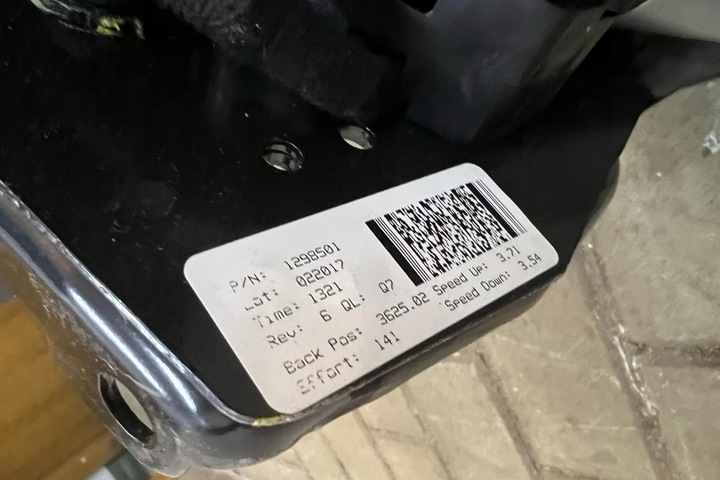 P/N: 1298501
Lot: 022017
Time: 1321
Rev: 6 QL: Q7
Back Pos: 3625.02 Speed Up: 3.71
Effort: 141 Speed Down: 3.54